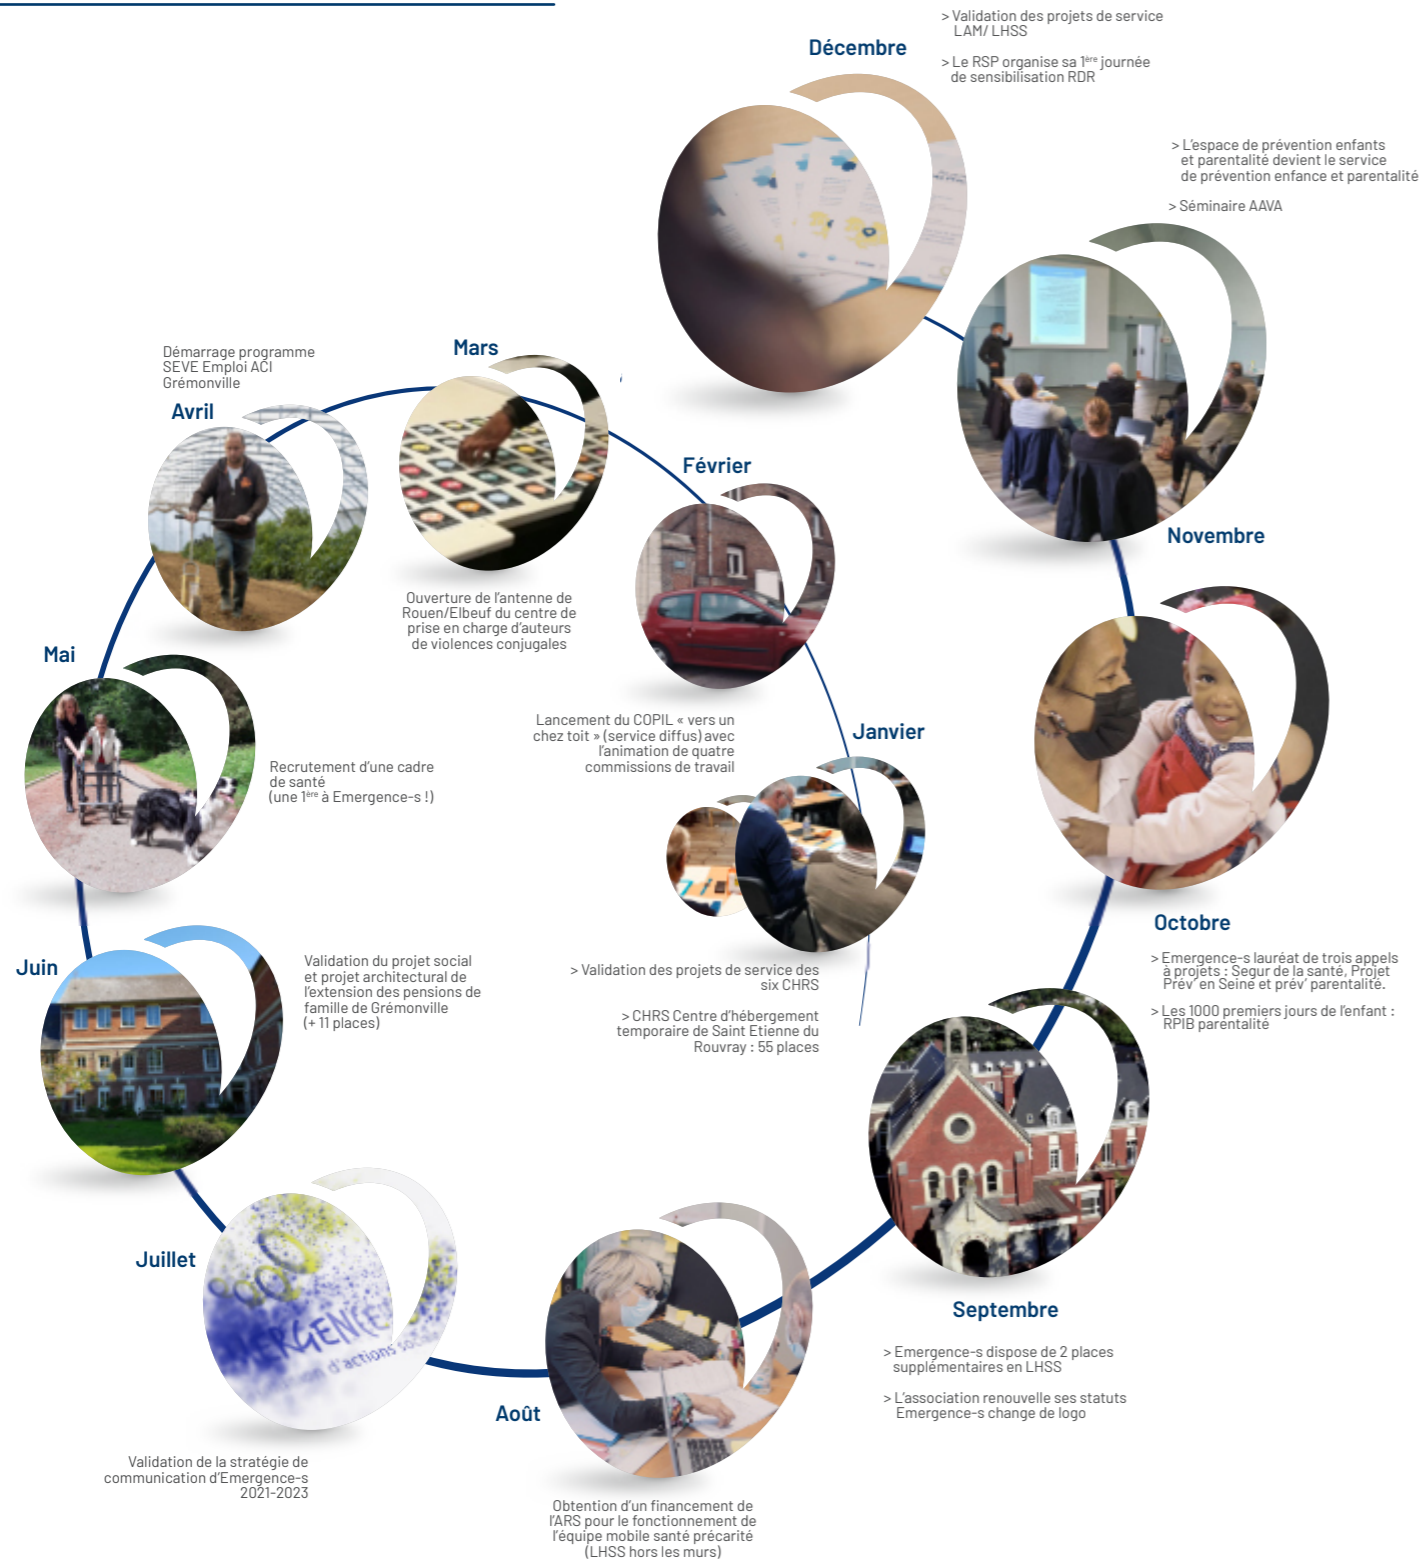 Décembre
> Validation des projets de service
LAM/ LHSS
> Le RSP organise sa 1ère journée
de sensibilisation RDR
> L'espace de prévention enfants
et parentalité devient le service
de prévention enfance et parentalité
> Séminaire AAVA
Novembre
Mars
Ouverture de l'antenne de
Rouen/Elbeuf du centre de
prise en charge d'auteurs
de violences conjugales
Démarrage programme
SEVE Emploi ACI
Grémonville
Avril
Février
Lancement du COPIL « vers un
chez toit » (service diffus) avec
l'animation de quatre
commissions de travail
Janvier
> Validation des projets de service des
six CHRS
> CHRS Centre d'hébergement
temporaire de Saint Etienne du
Rouvray : 55 places
Mai
Recrutement d'une cadre
de santé
(une 1ère à Emergence-s !)
Octobre
> Emergence-s lauréat de trois appels
à projets : Segur de la santé, Projet
Prév' en Seine et prév' parentalité.
> Les 1000 premiers jours de l'enfant :
RPIB parentalité
Juin
Validation du projet social
et projet architectural de
l'extension des pensions de
famille de Grémonville
(+ 11 places)
Juillet
MERGENCE
d'actions soc
Validation de la stratégie de
communication d'Emergence-s
2021-2023
Août
Obtention d'un financement de
l'ARS pour le fonctionnement de
l'équipe mobile santé précarité
(LHSS hors les murs)
Septembre
> Emergence-s dispose de 2 places
supplémentaires en LHSS
> L'association renouvelle ses statuts
Emergence-s change de logo